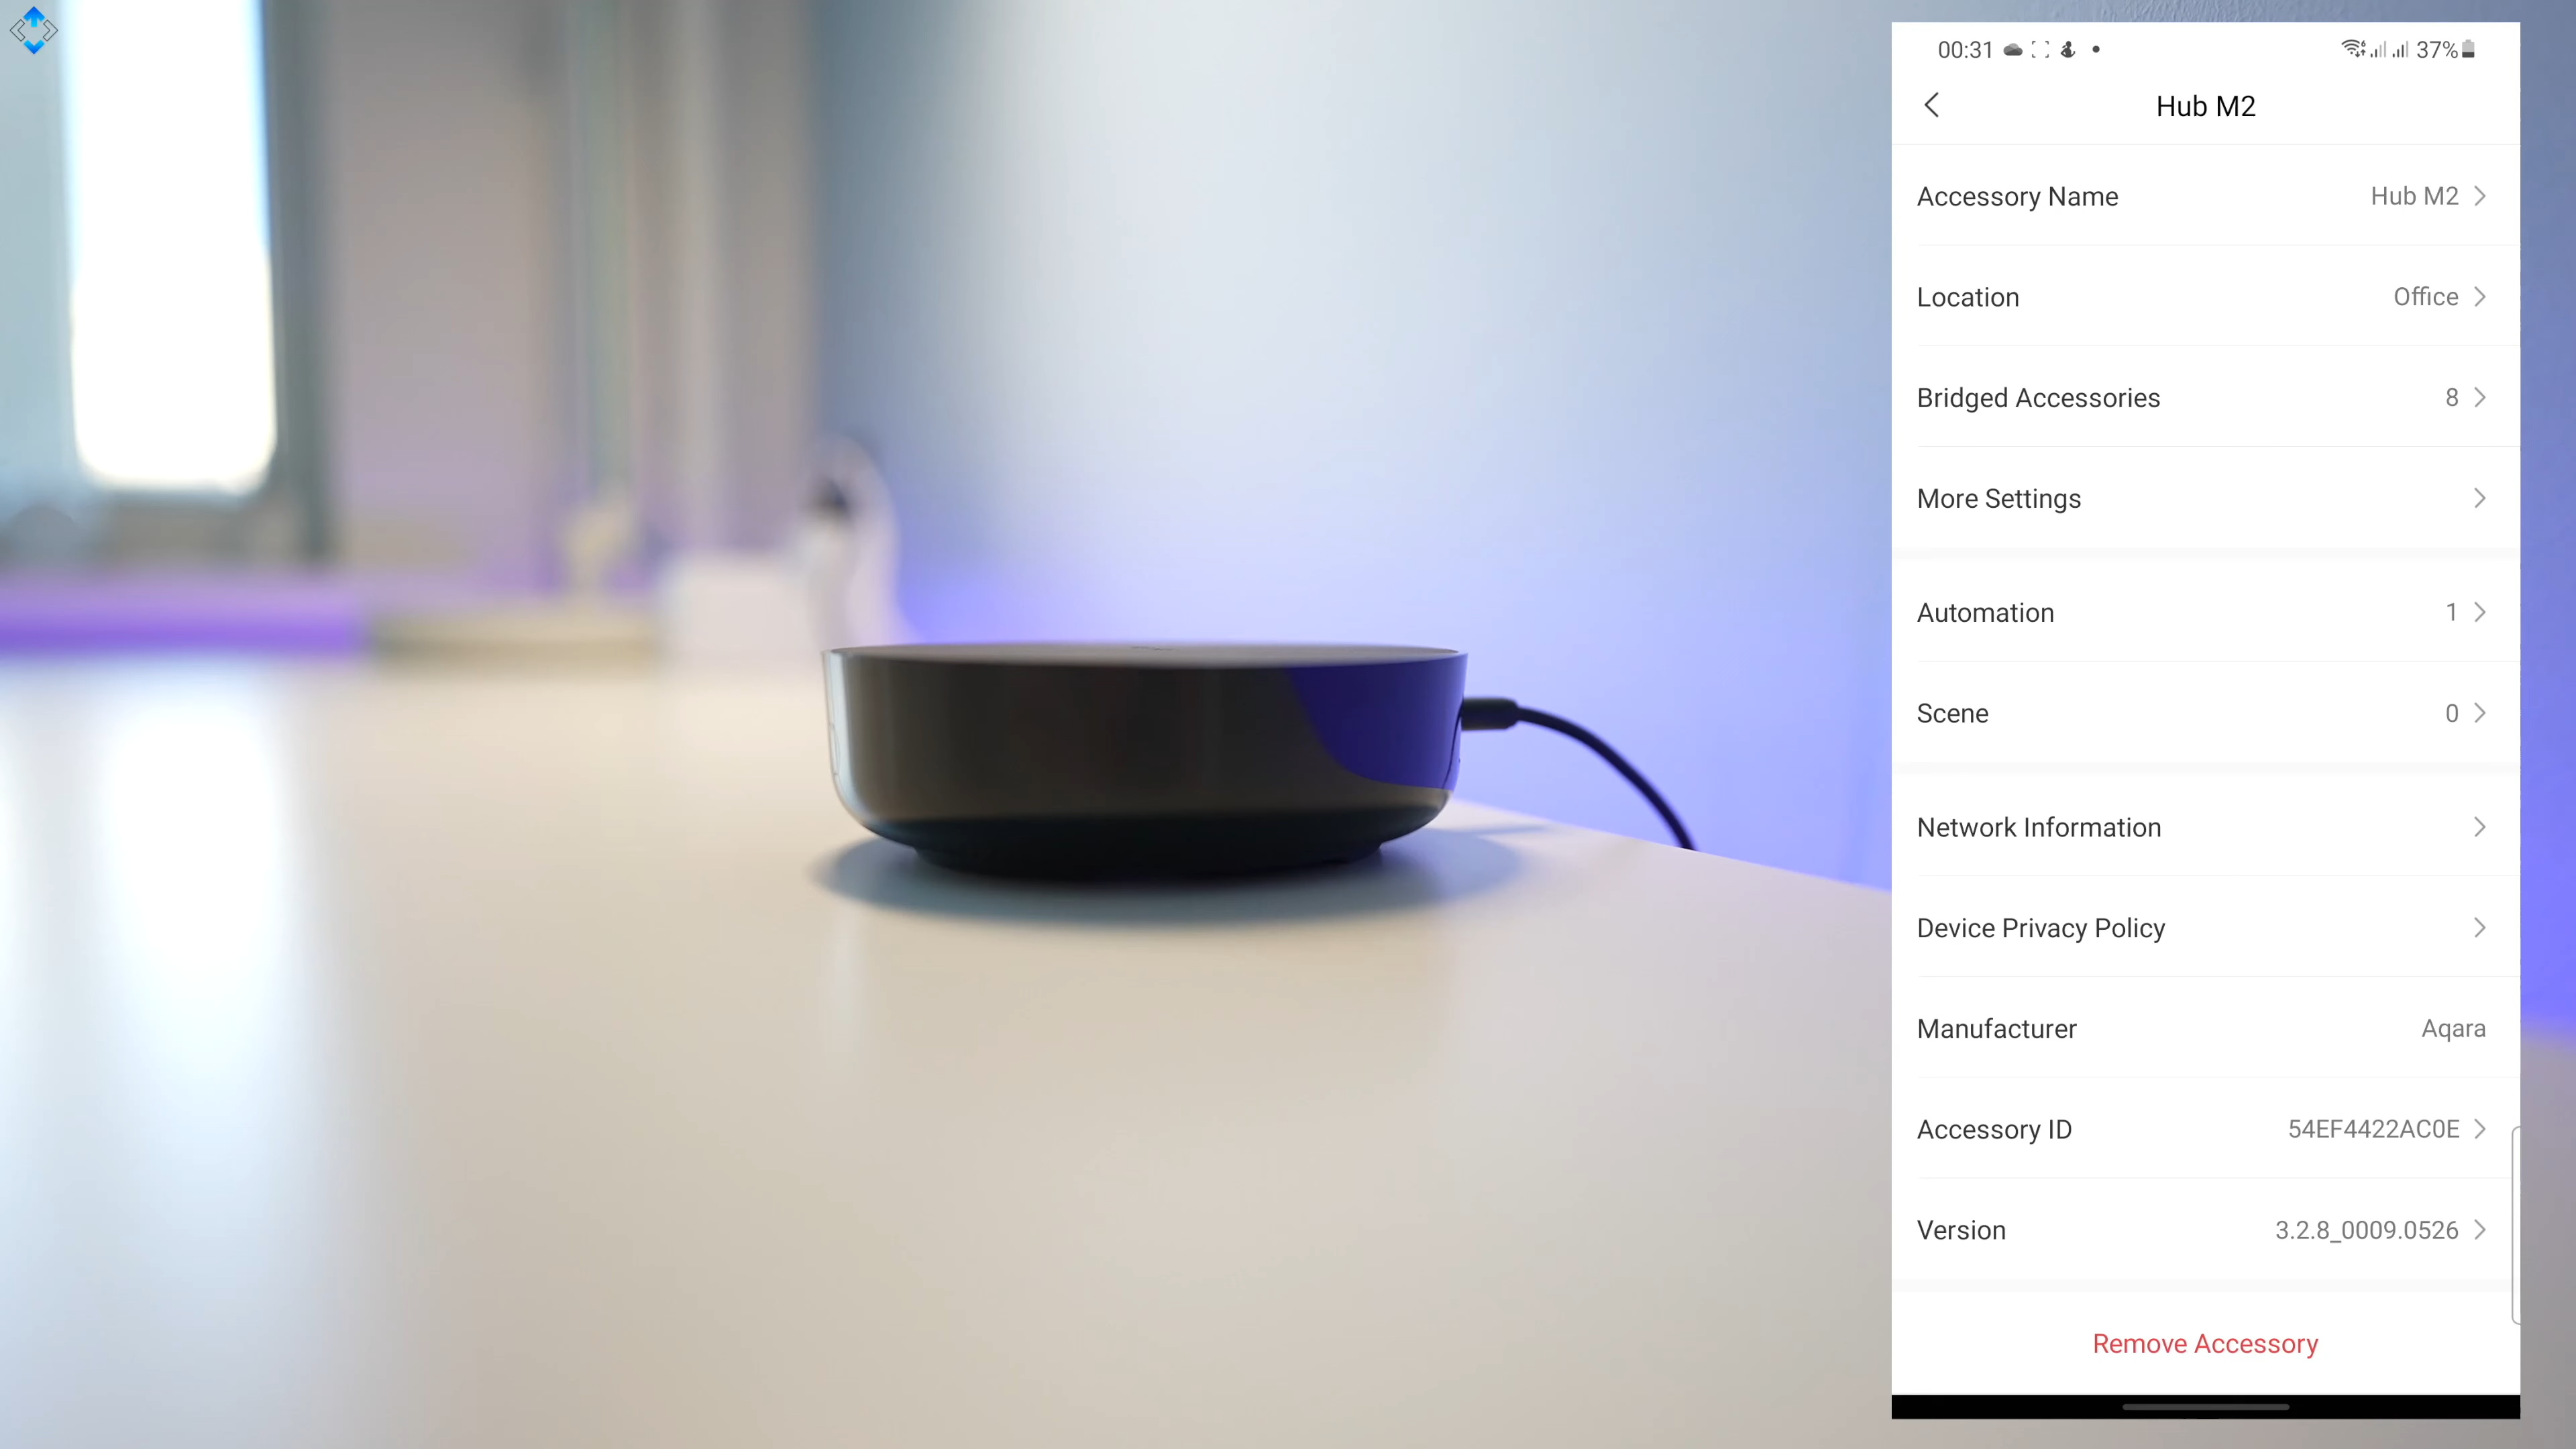 00:31
37%
Hub M2
Accessory Name Hub M2
Location Office
Bridged Accessories 8
More Settings
Automation 1
Scene 0
Network Information
Device Privacy Policy
Manufacturer Aqara
Accessory ID 54EF4422AC0E
Version 3.2.8_0009.0526
Remove Accessory